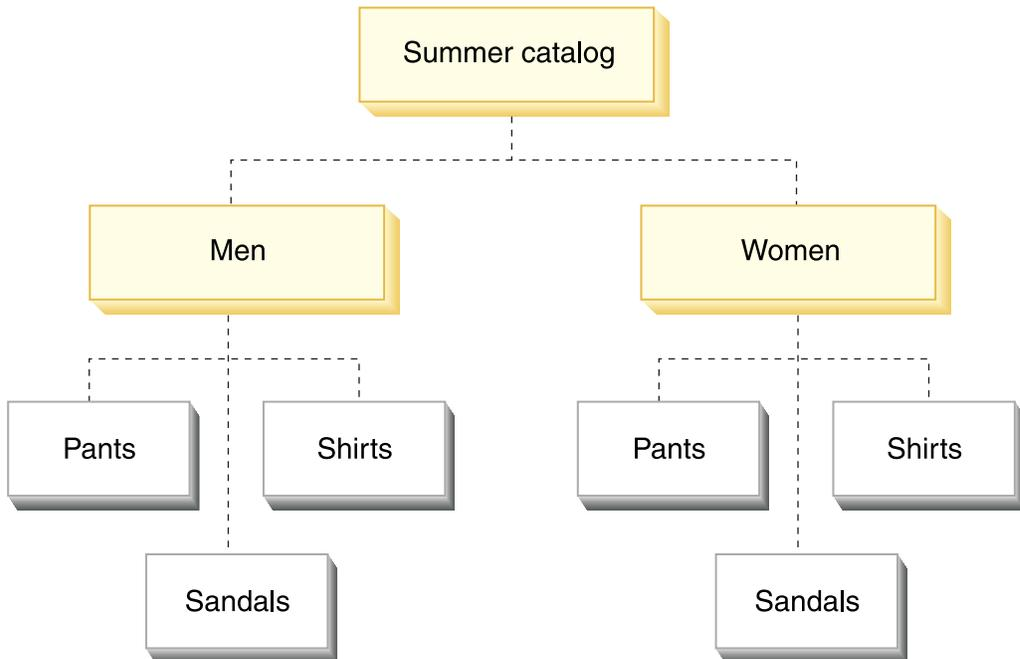 Summer catalog
Men
Women
Pants
Shirts
Pants
Shirts
Sandals
Sandals